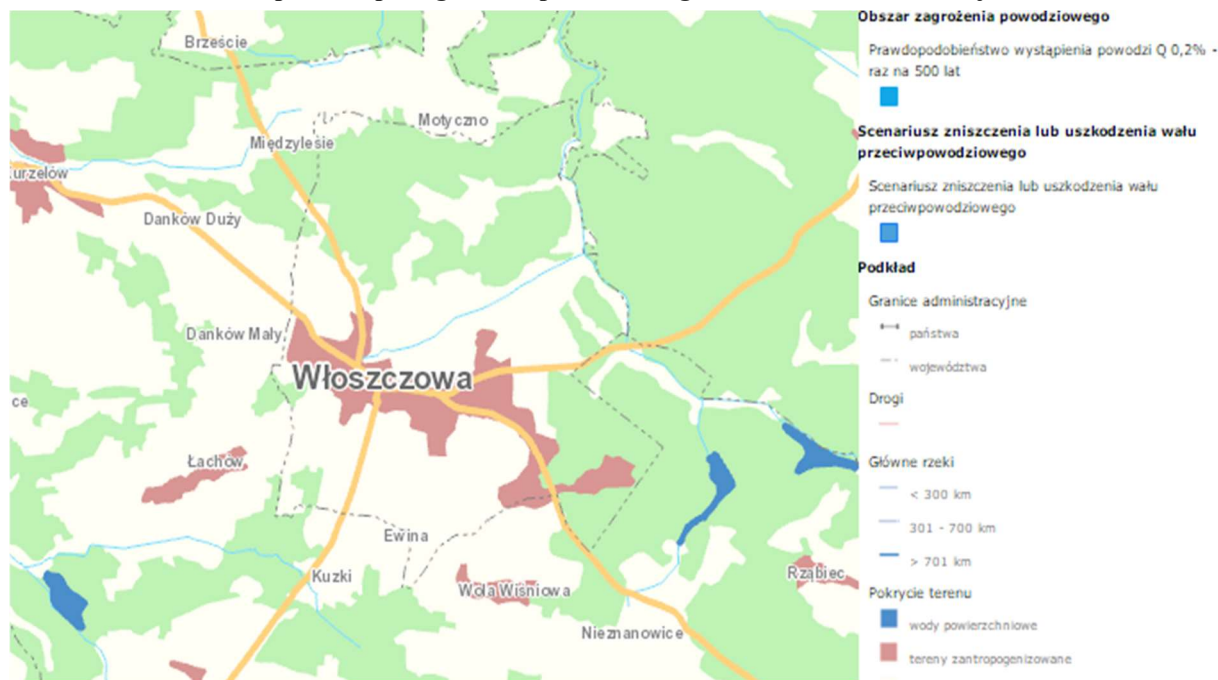 Brzeście
Motyczno
Międzylesie
urzelów
Danków Duży
Danków Mały
Włoszczowa
ce
Łachów
Ewina
Kuzki
Wola Wiśniowa
Rząbiec
Nieznanowice
Obszar zagrożenia powodziowego
Prawdopodobieństwo wystąpienia powodzi Q 0,2% -
raz na 500 lat
Scenariusz zniszczenia lub uszkodzenia wału
przeciwpowodziowego
Scenariusz zniszczenia lub uszkodzenia wału
przeciwpowodziowego
Podkład
Granice administracyjne
państwa
województwa
Drogi
Główne rzeki
< 300 km
301 - 700 km
> 701 km
Pokrycie terenu
wody powierzchniowe
tereny zantropogenizowane